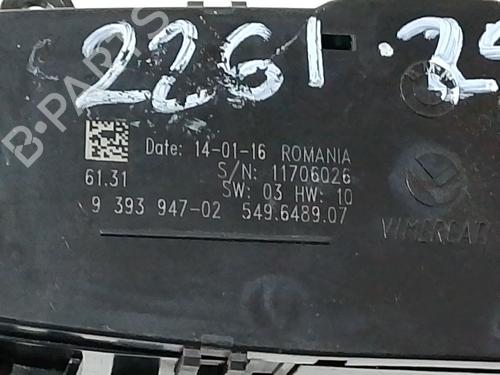 2261.2
B-PARTS
Date: 14-01-16 ROMANIA
S/N: 11706026
61.31
SW: 03 HW: 10
9 393 947-02 549.6489.07
VIMERCATI